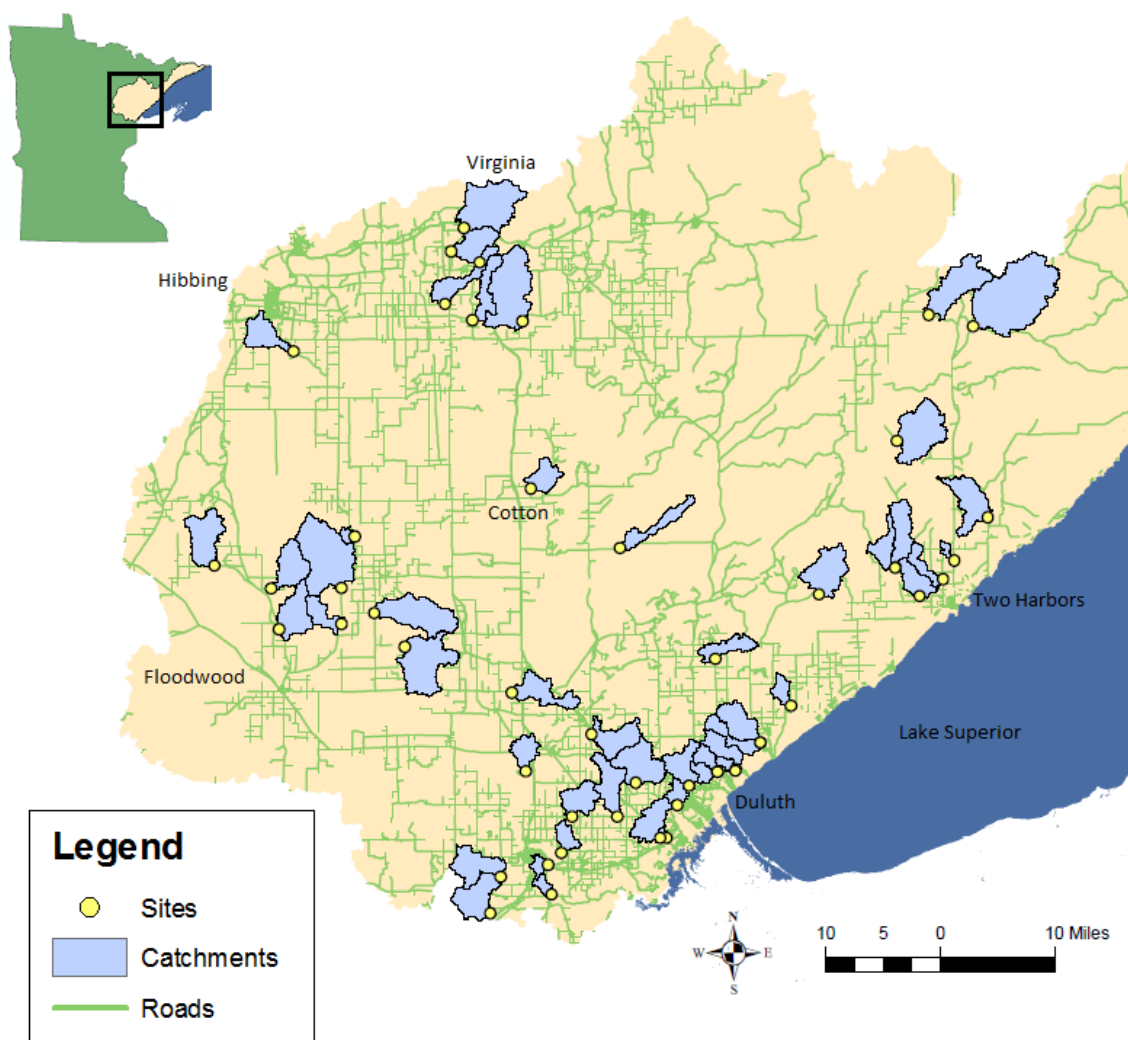 Virginia
Hibbing
Cotton
Two Harbors
Floodwood
Lake Superior
Duluth
Legend
Sites
Catchments
Roads
N
W E
S
10 5 0 10 Miles